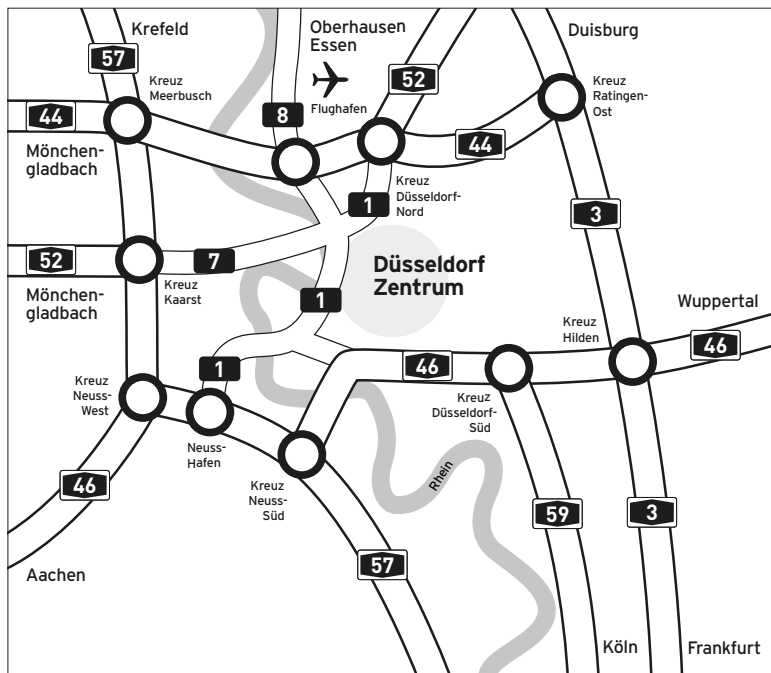 Krefeld
Oberhausen
Essen
Duisburg
57
Kreuz
Meerbusch
52
Kreuz
Ratingen-
Ost
Flughafen
44
8
44
Mönchen-
gladbach
Kreuz
Düsseldorf-
Nord
1
3
52
7
Düsseldorf
Zentrum
Kreuz
Kaarst
Mönchen-
gladbach
1
Wuppertal
Kreuz
Hilden
46
1
46
Kreuz
Neuss-
West
Kreuz
Düsseldorf-
Süd
Neuss-
Hafen
Rhein
46
Kreuz
Neuss-
Süd
59
3
57
Aachen
Köln
Frankfurt